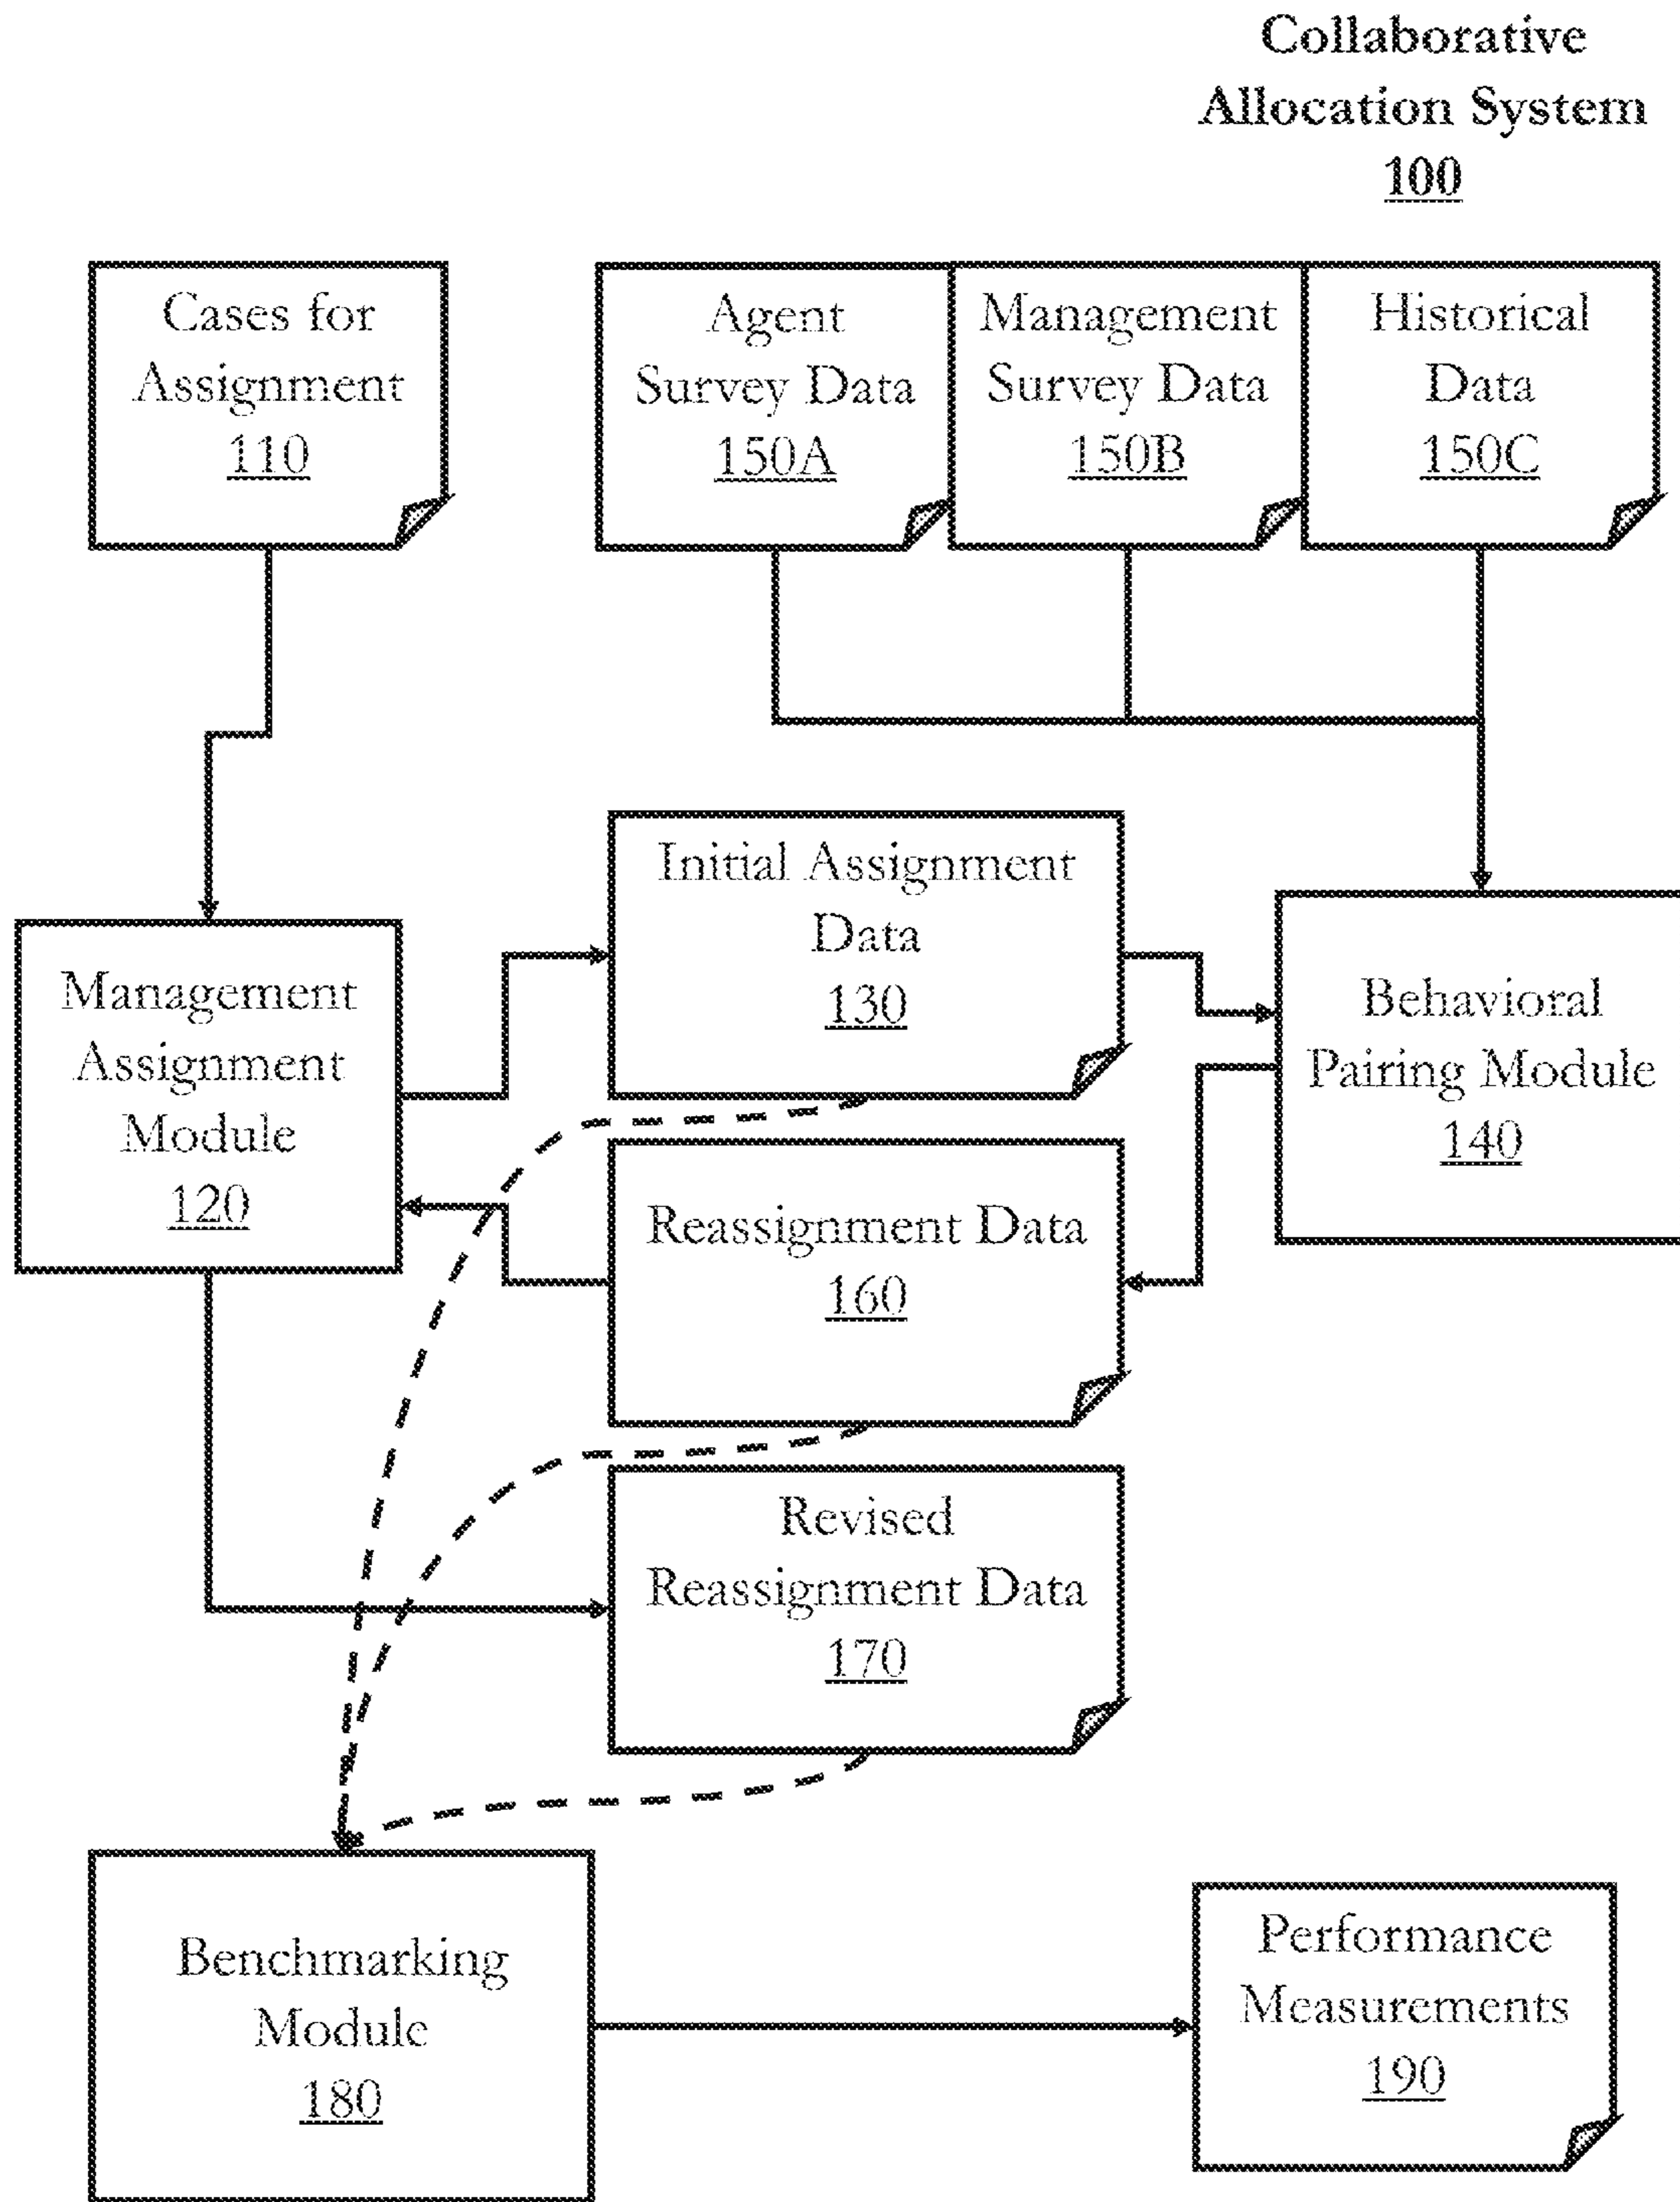 Collaborative
Allocation System
100
Cases for
Assignment
110
Agent
Survey Data
150A
Management
Survey Data
150B
Historical
Data
150C
Initial Assignment
Data
130
Management
Assignment
Module
120
Behavioral
Pairing Module
140
Reassignment Data
160
Revised
Reassignment Data
170
Benchmarking
Module
180
Performance
Measurements
190